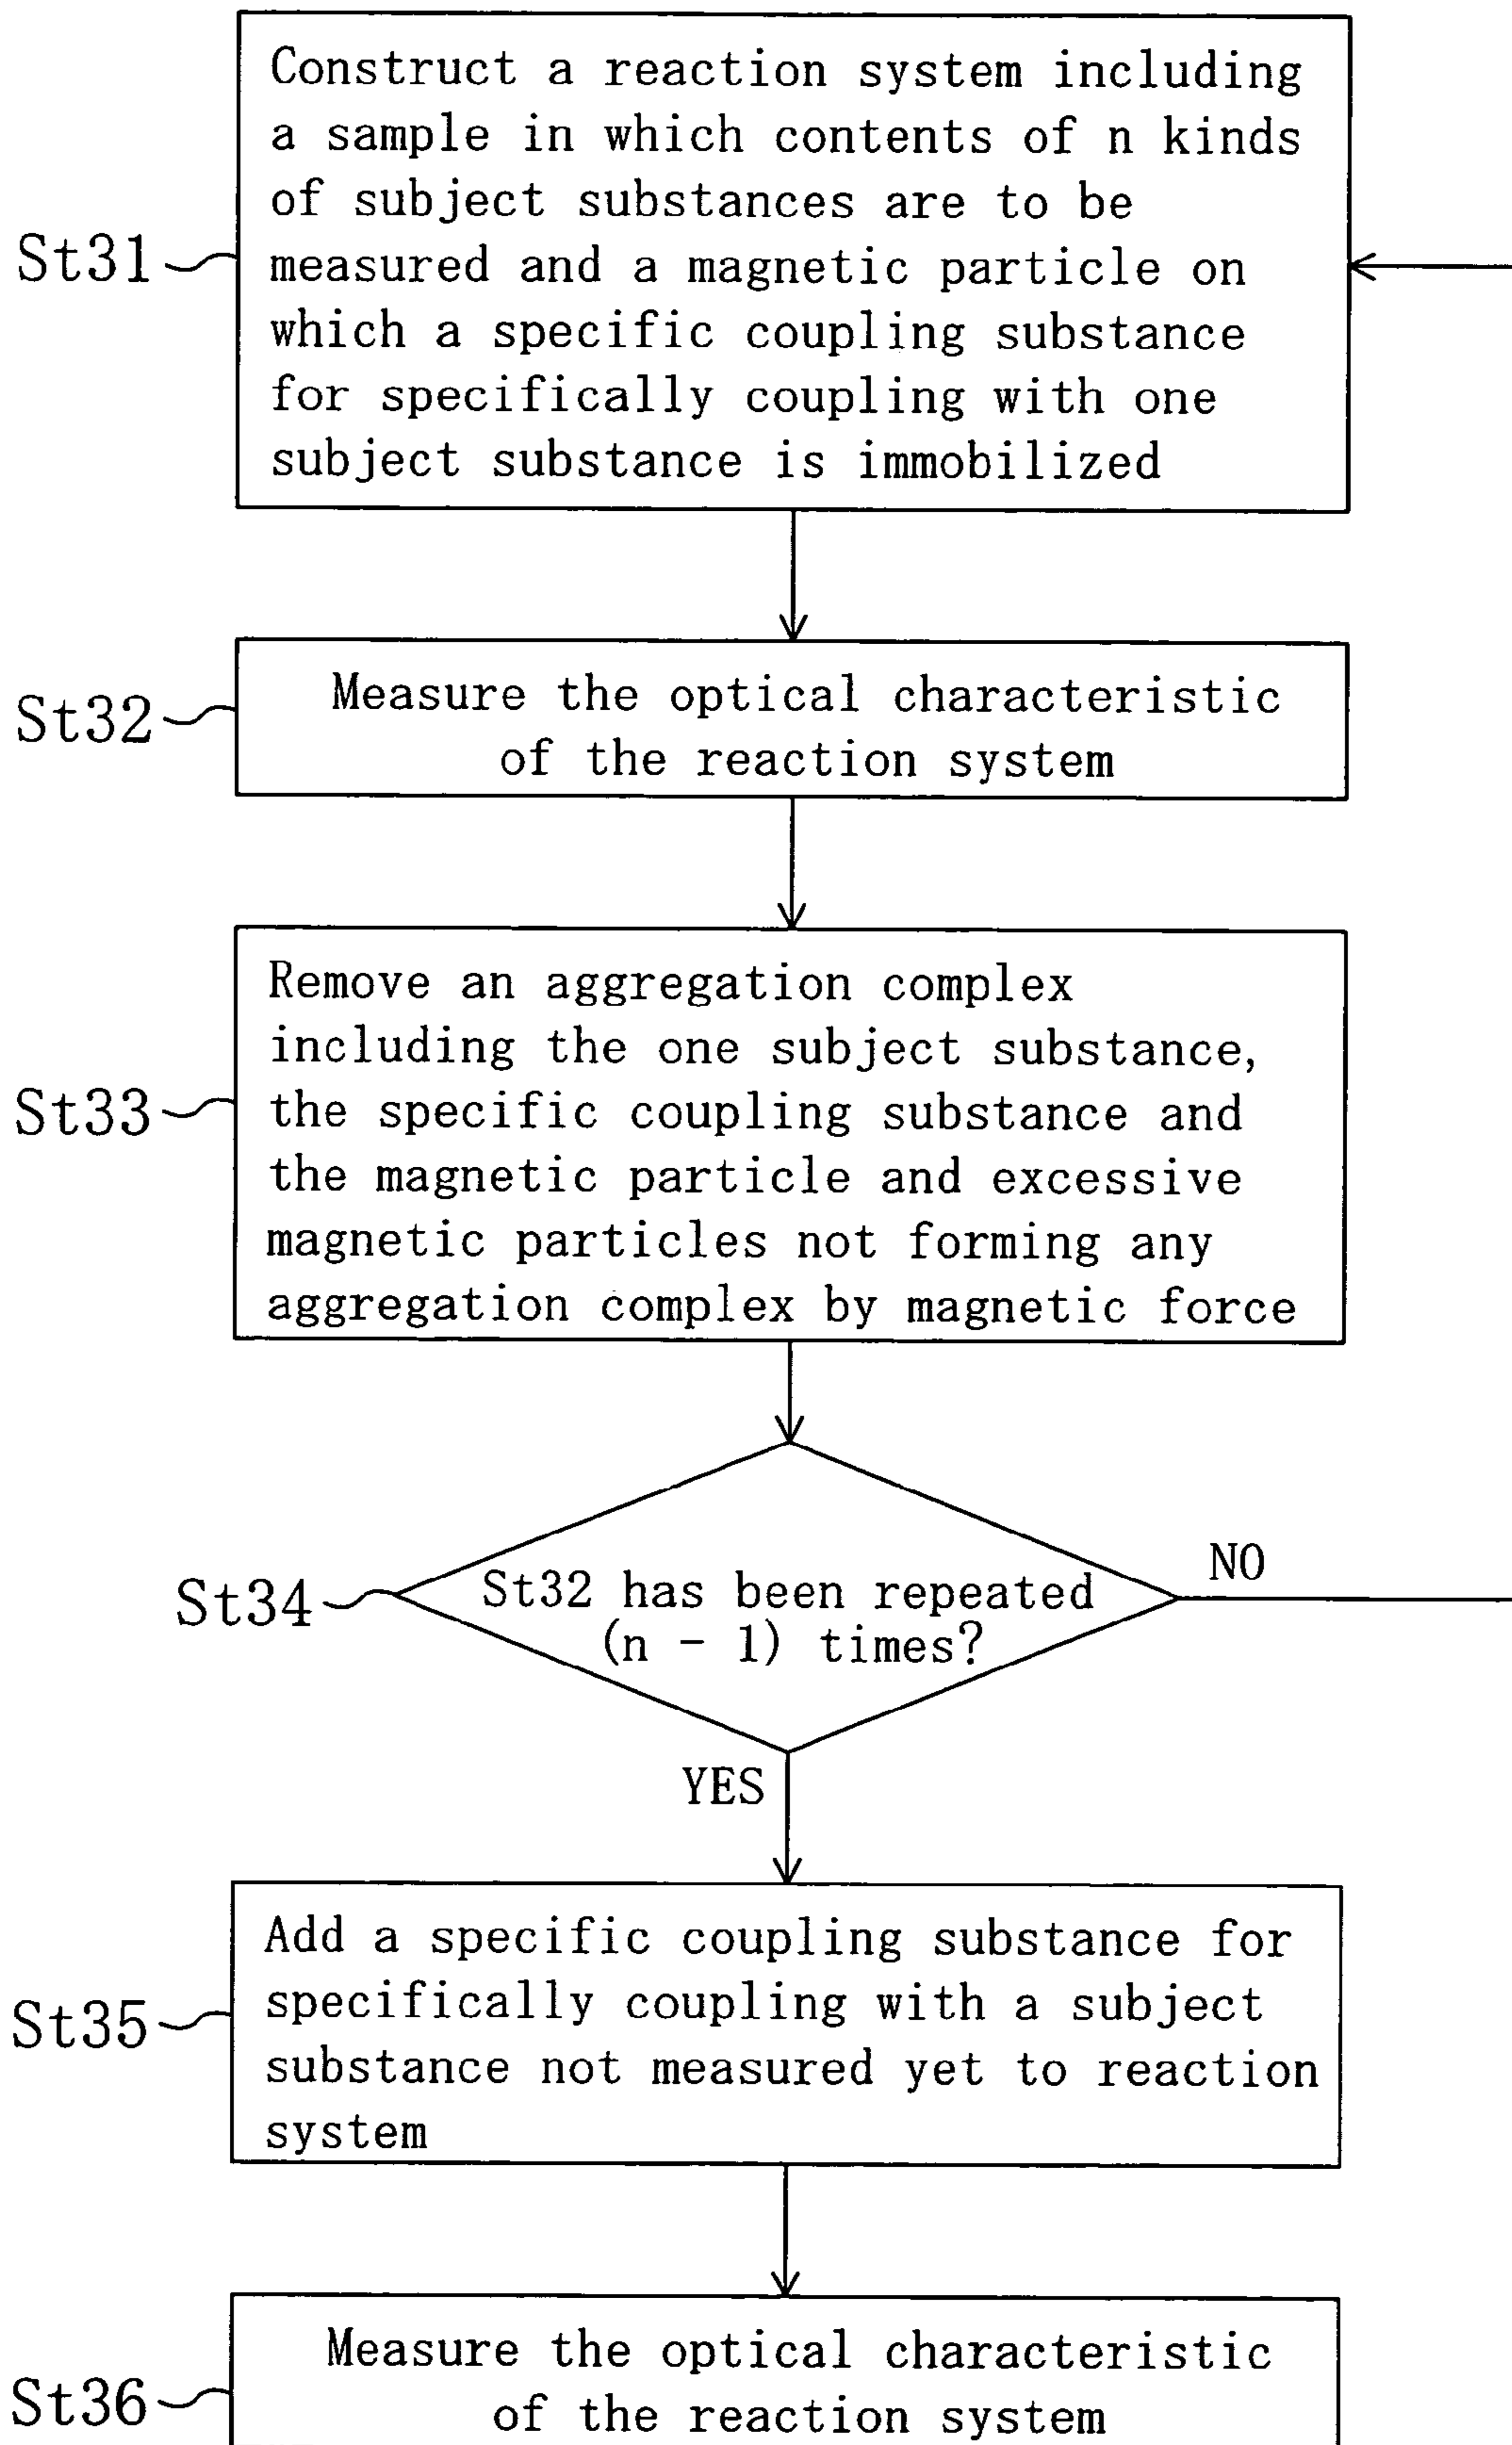 Construct a reaction system including
a sample in which contents of n kinds
of subject substances are to be
St31
measured and a magnetic particle on
which a specific coupling substance
for specifically coupling with one
subject substance is immobilized
St32
Measure the optical characteristic
of the reaction system
Remove an aggregation complex
including the one subject substance,
St33
the specific coupling substance and
the magnetic particle and excessive
magnetic particles not forming any
aggregation complex by magnetic force
St34
St32 has been repeated
(n - 1) times?
NO
YES
Add a specific coupling substance for
St35
specifically coupling with a subject
substance not measured yet to reaction
system
St36
Measure the optical characteristic
of the reaction system